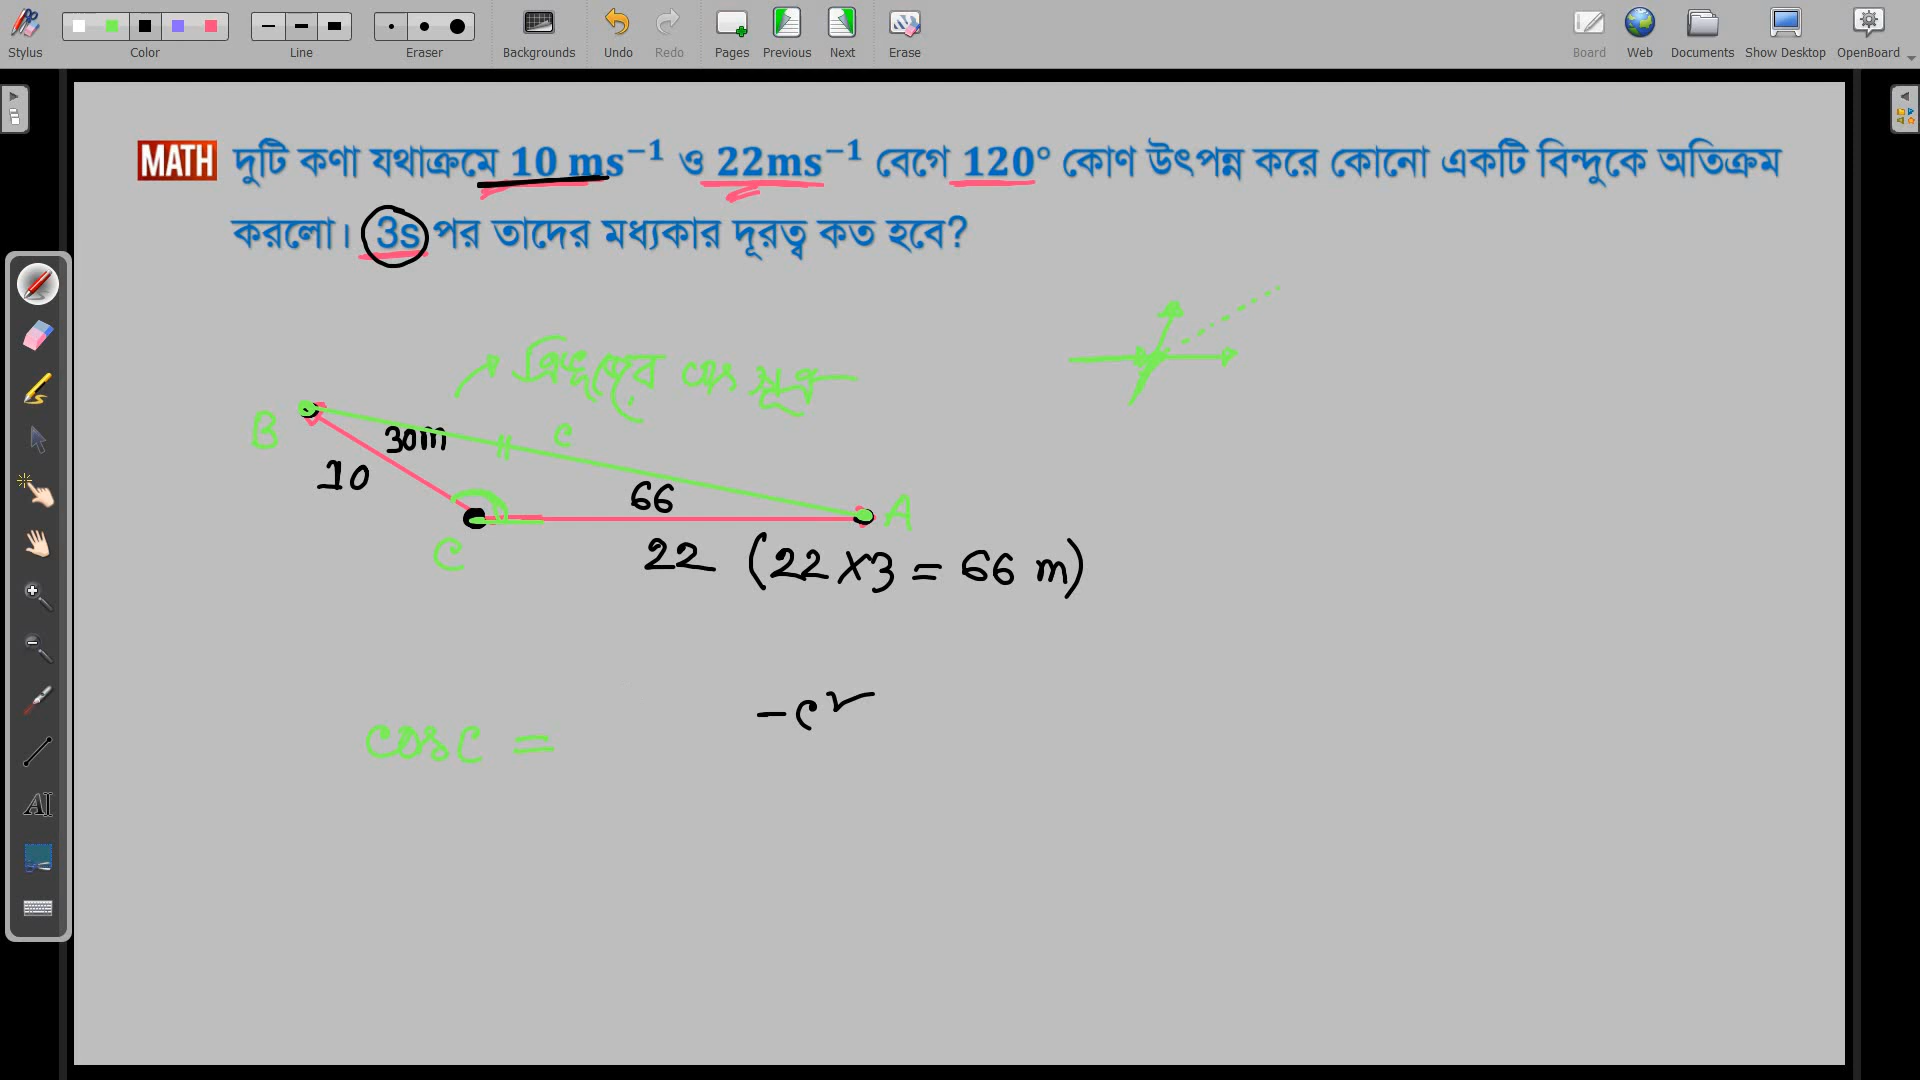 Stylus Color Line Eraser Backgrounds Undo Redo Pages Previous Next Erase Board Web Documents Show Desktop OpenBoard
MATH দুটি কণা যথাক্রমে 10 ms⁻¹ ও 22ms⁻¹ বেগে 120° কোণ উৎপন্ন করে কোনো একটি বিন্দুকে অতিক্রম
করলো। 3s পর তাদের মধ্যকার দূরত্ব কত হবে?
ত্রিভুজের cos সূত্র
B 30m c
10 66 A
C 22 (22×3 = 66 m)
-c²
cosC =
AI